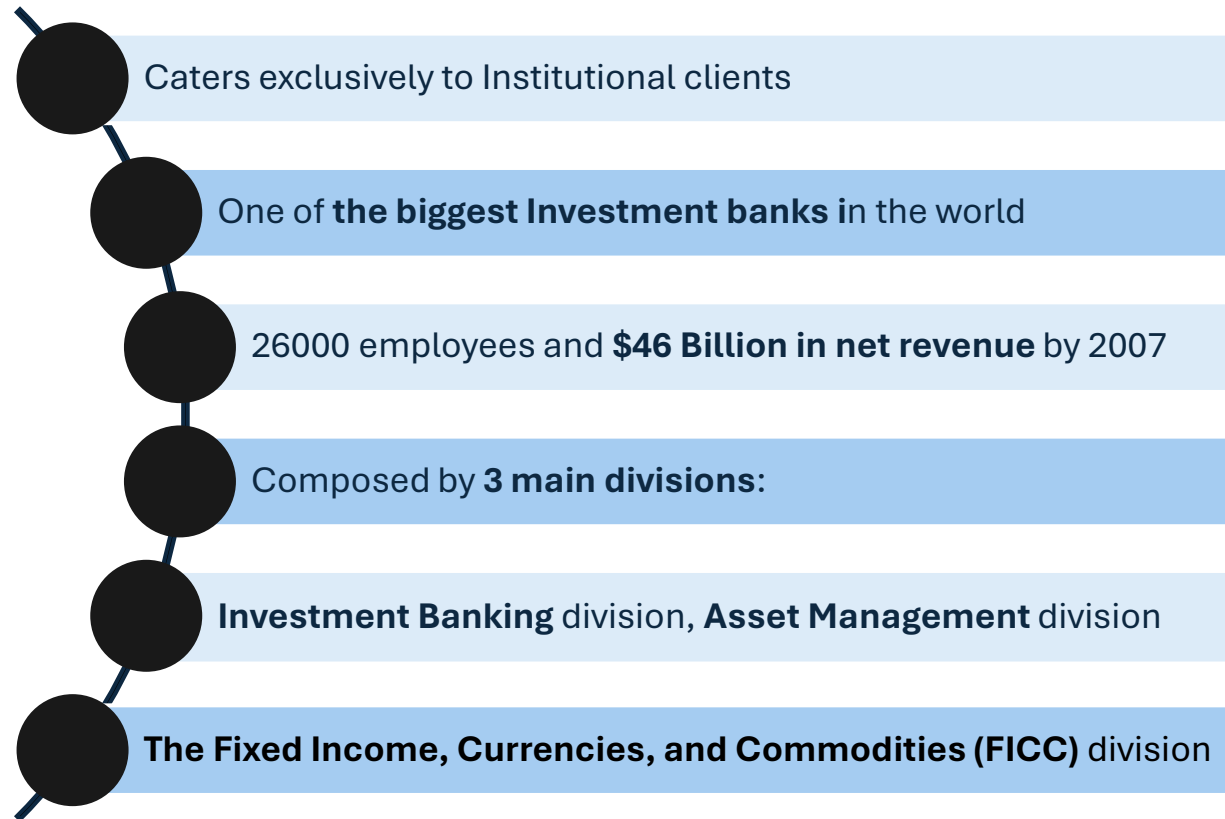 Caters exclusively to Institutional clients
One of the biggest Investment banks in the world
26000 employees and $46 Billion in net revenue by 2007
Composed by 3 main divisions:
Investment Banking division, Asset Management division
The Fixed Income, Currencies, and Commodities (FICC) division